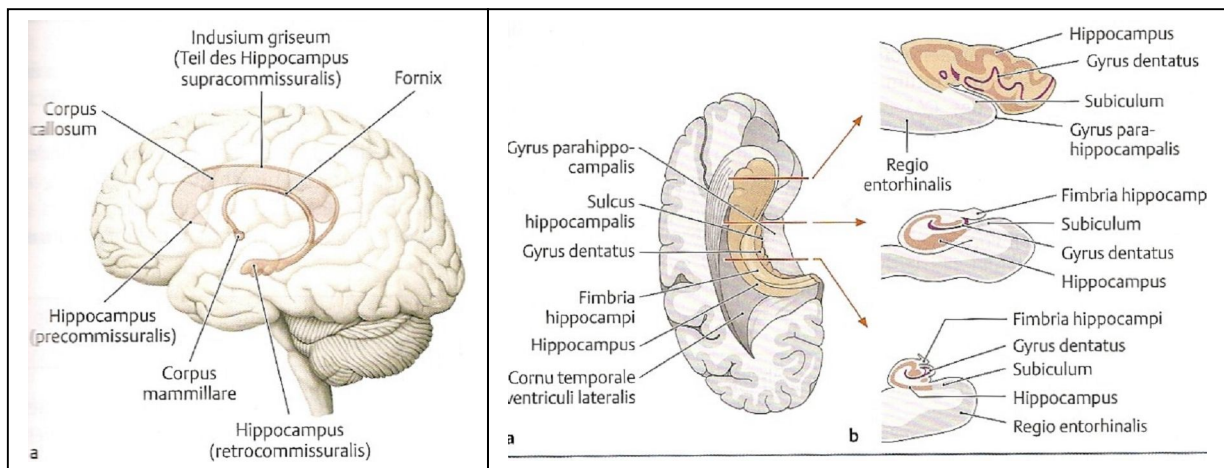 Indusium griseum
(Teil des Hippocampus
supracommissuralis)
Fornix
Corpus
callosum
Hippocampus
(precommissuralis)
Corpus
mammillare
Hippocampus
(retrocommissuralis)
a
Gyrus parahippo-
campalis
Sulcus
hippocampalis
Gyrus dentatus
Fimbria
hippocampi
Hippocampus
Cornu temporale
ventriculi lateralis
a
b
Hippocampus
Gyrus dentatus
Subiculum
Gyrus para-
hippocampalis
Regio
entorhinalis
Fimbria hippocamp
Subiculum
Gyrus dentatus
Hippocampus
Fimbria hippocampi
Gyrus dentatus
Subiculum
Hippocampus
Regio entorhinalis